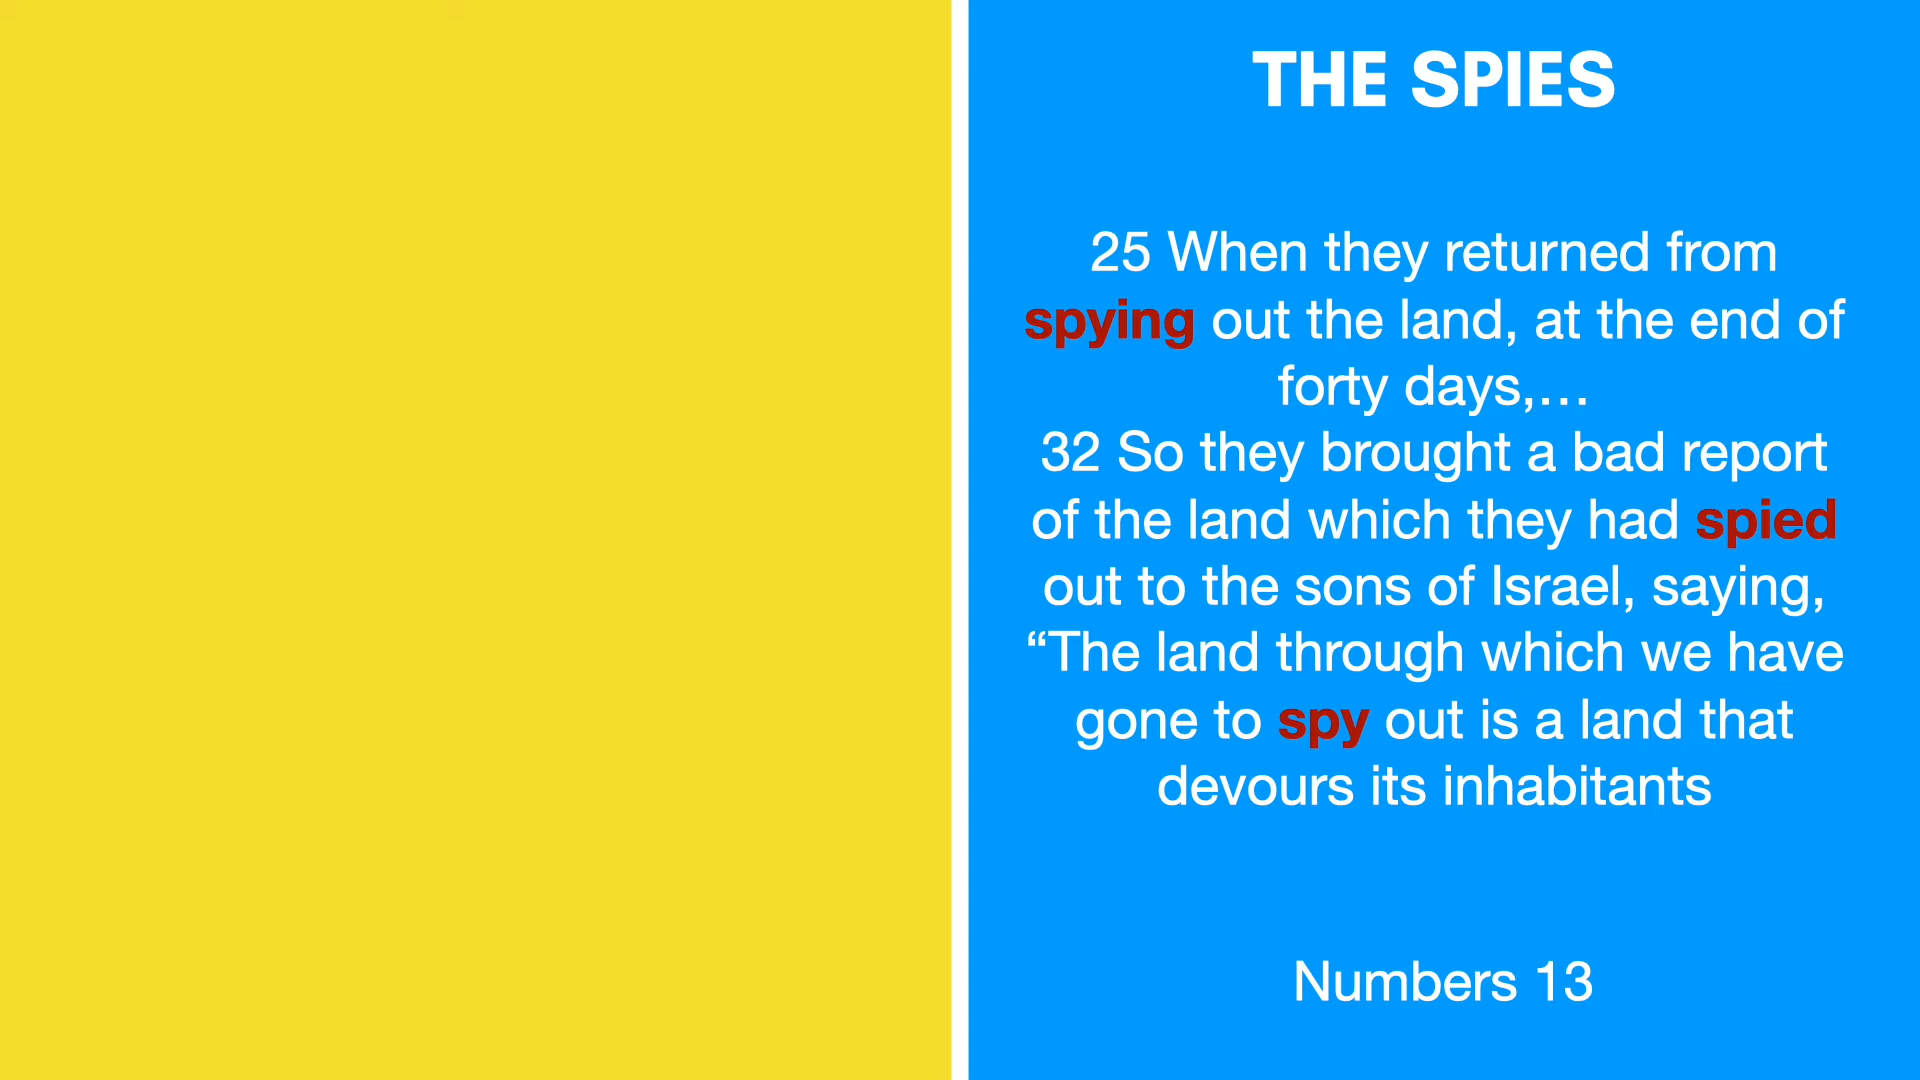 THE SPIES
25 When they returned from
spying out the land, at the end of
forty days,…
32 So they brought a bad report
of the land which they had spied
out to the sons of Israel, saying,
“The land through which we have
gone to spy out is a land that
devours its inhabitants
Numbers 13